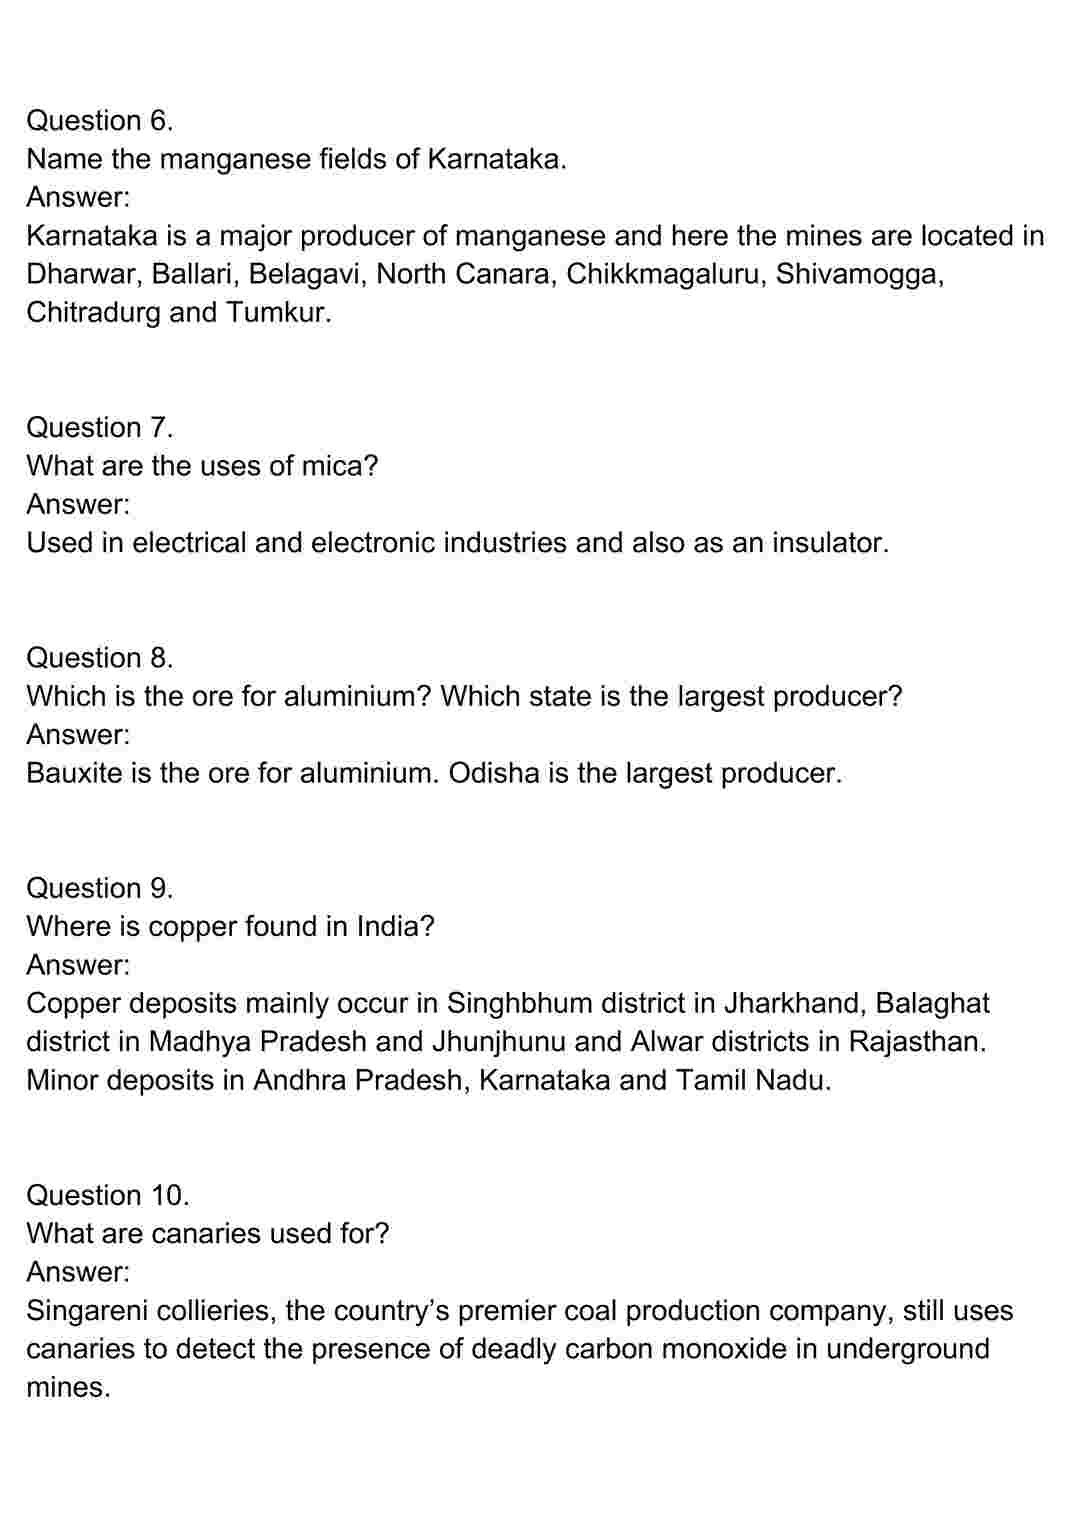 Question 6.
Name the manganese fields of Karnataka.
Answer:
Karnataka is a major producer of manganese and here the mines are located in
Dharwar, Ballari, Belagavi, North Canara, Chikkmagaluru, Shivamogga,
Chitradurg and Tumkur.
Question 7.
What are the uses of mica?
Answer:
Used in electrical and electronic industries and also as an insulator.
Question 8.
Which is the ore for aluminium? Which state is the largest producer?
Answer:
Bauxite is the ore for aluminium. Odisha is the largest producer.
Question 9.
Where is copper found in India?
Answer:
Copper deposits mainly occur in Singhbhum district in Jharkhand, Balaghat
district in Madhya Pradesh and Jhunjhunu and Alwar districts in Rajasthan.
Minor deposits in Andhra Pradesh, Karnataka and Tamil Nadu.
Question 10.
What are canaries used for?
Answer:
Singareni collieries, the country’s premier coal production company, still uses
canaries to detect the presence of deadly carbon monoxide in underground
mines.